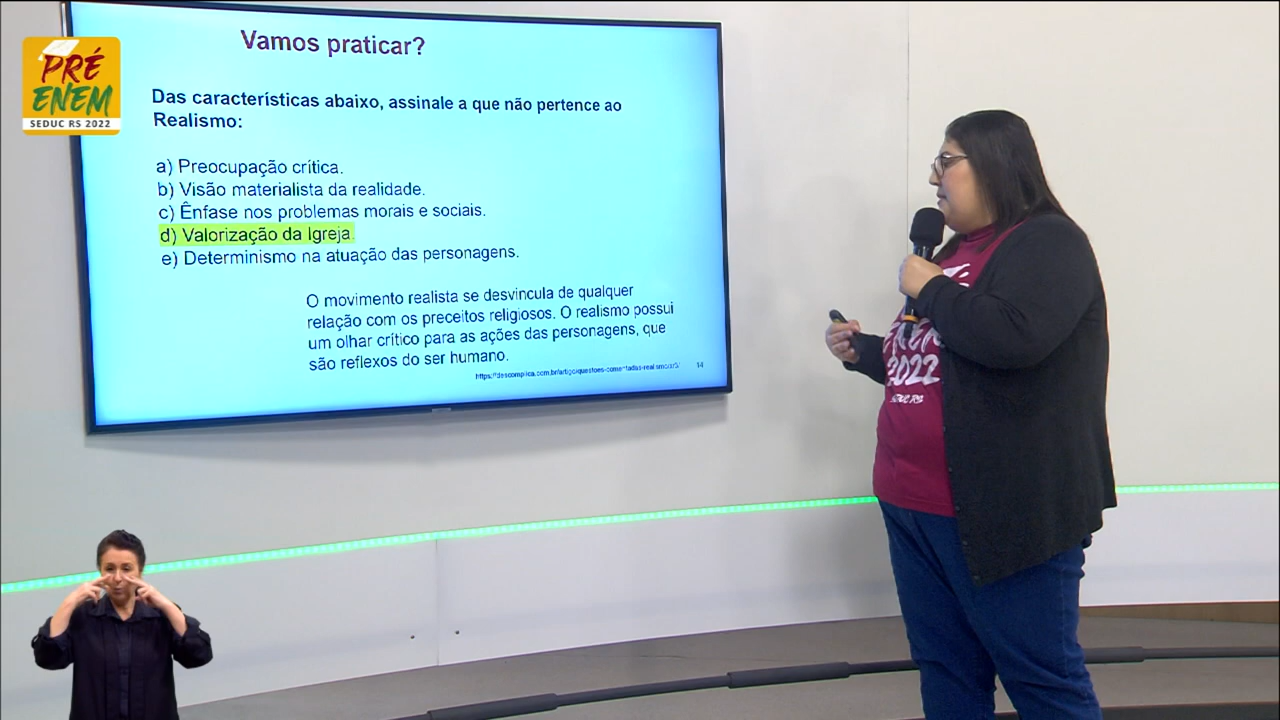 PRÉ
ENEM
SEDUC RS 2022
Vamos praticar?
Das características abaixo, assinale a que não pertence ao
Realismo:
a) Preocupação crítica.
b) Visão materialista da realidade.
c) Ênfase nos problemas morais e sociais.
d) Valorização da Igreja.
e) Determinismo na atuação das personagens.
O movimento realista se desvincula de qualquer
relação com os preceitos religiosos. O realismo possui
um olhar crítico para as ações das personagens, que
são reflexos do ser humano.
14
2022
SEDUC RS